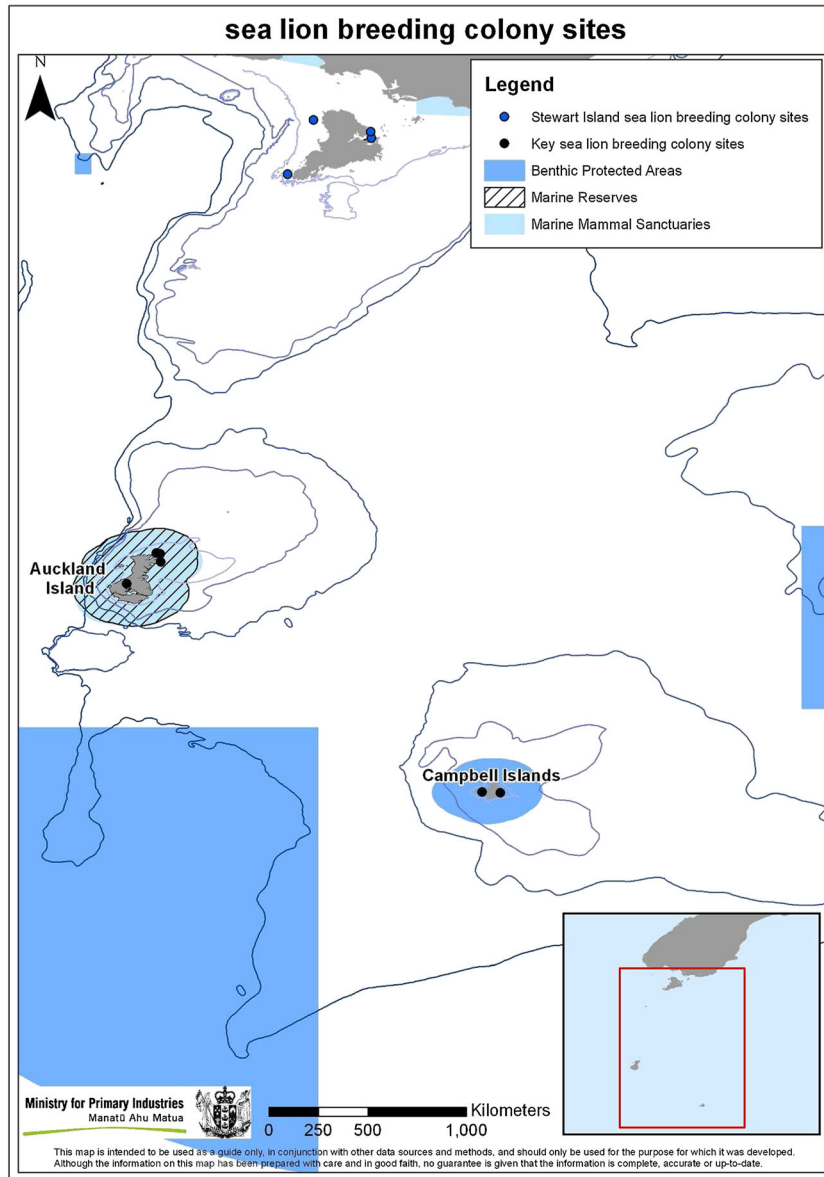 sea lion breeding colony sites
N
Legend
Stewart Island sea lion breeding colony sites
Key sea lion breeding colony sites
Benthic Protected Areas
Marine Reserves
Marine Mammal Sanctuaries
Auckland
Island
Campbell Islands
Ministry for Primary Industries
Manatū Ahu Matua
Kilometers
0 250 500 1,000
This map is intended to be used as a guide only, in conjunction with other data sources and methods, and should only be used for the purpose for which it was developed.
Although the information on this map has been prepared with care and in good faith, no guarantee is given that the information is complete, accurate or up-to-date.